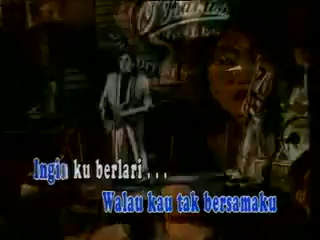 Ingin ku berlari . . .
Walau kau tak bersamaku